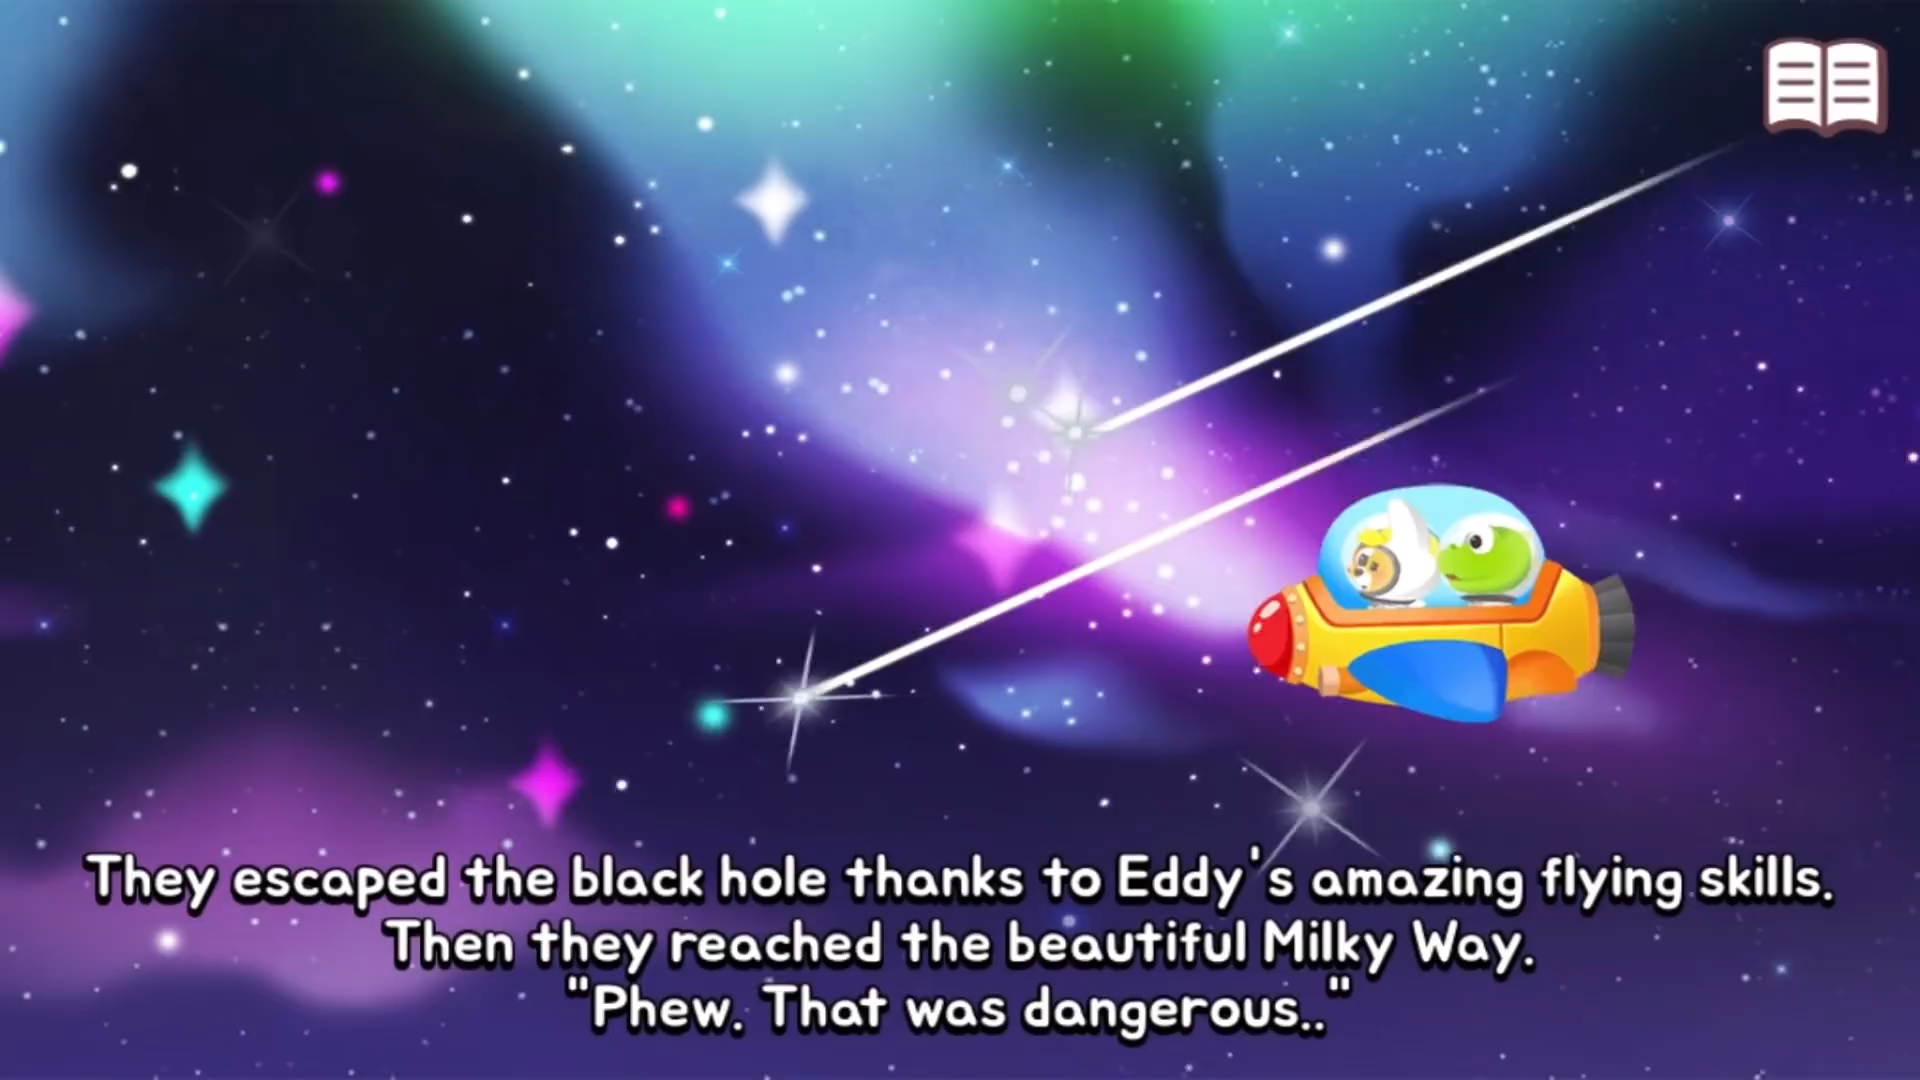 They escaped the black hole thanks to Eddy's amazing flying skills.
Then they reached the beautiful Milky Way.
"Phew. That was dangerous.."